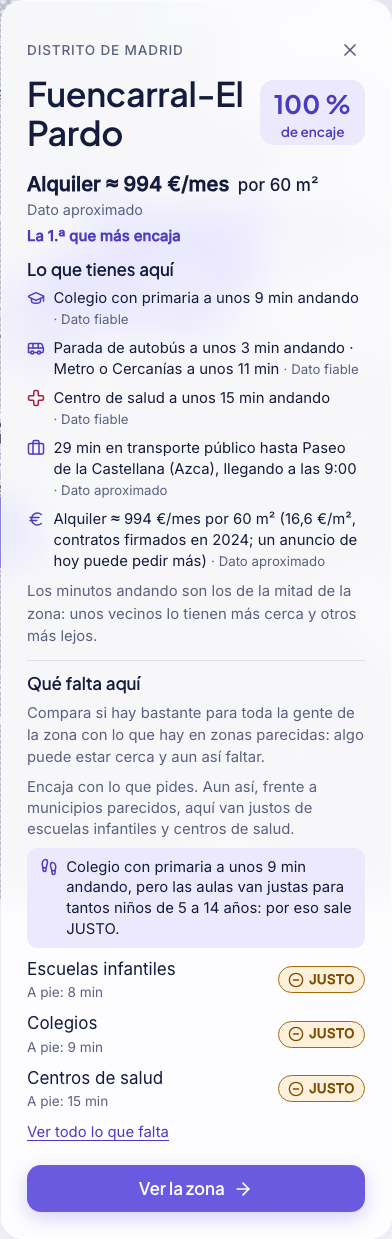 DISTRITO DE MADRID
Fuencarral-El
Pardo
100 %
de encaje
Alquiler ≈ 994 €/mes por 60 m²
Dato aproximado
La 1.ª que más encaja
Lo que tienes aquí
Colegio con primaria a unos 9 min andando
· Dato fiable
Parada de autobús a unos 3 min andando ·
Metro o Cercanías a unos 11 min · Dato fiable
Centro de salud a unos 15 min andando
· Dato fiable
29 min en transporte público hasta Paseo
de la Castellana (Azca), llegando a las 9:00
· Dato aproximado
Alquiler ≈ 994 €/mes por 60 m² (16,6 €/m²,
contratos firmados en 2024; un anuncio de
hoy puede pedir más) · Dato aproximado
Los minutos andando son los de la mitad de la
zona: unos vecinos lo tienen más cerca y otros
más lejos.
Qué falta aquí
Compara si hay bastante para toda la gente de
la zona con lo que hay en zonas parecidas: algo
puede estar cerca y aun así faltar.
Encaja con lo que pides. Aun así, frente a
municipios parecidos, aquí van justos de
escuelas infantiles y centros de salud.
Colegio con primaria a unos 9 min
andando, pero las aulas van justas para
tantos niños de 5 a 14 años: por eso sale
JUSTO.
Escuelas infantiles
A pie: 8 min
JUSTO
Colegios
A pie: 9 min
JUSTO
Centros de salud
A pie: 15 min
JUSTO
Ver todo lo que falta
Ver la zona →